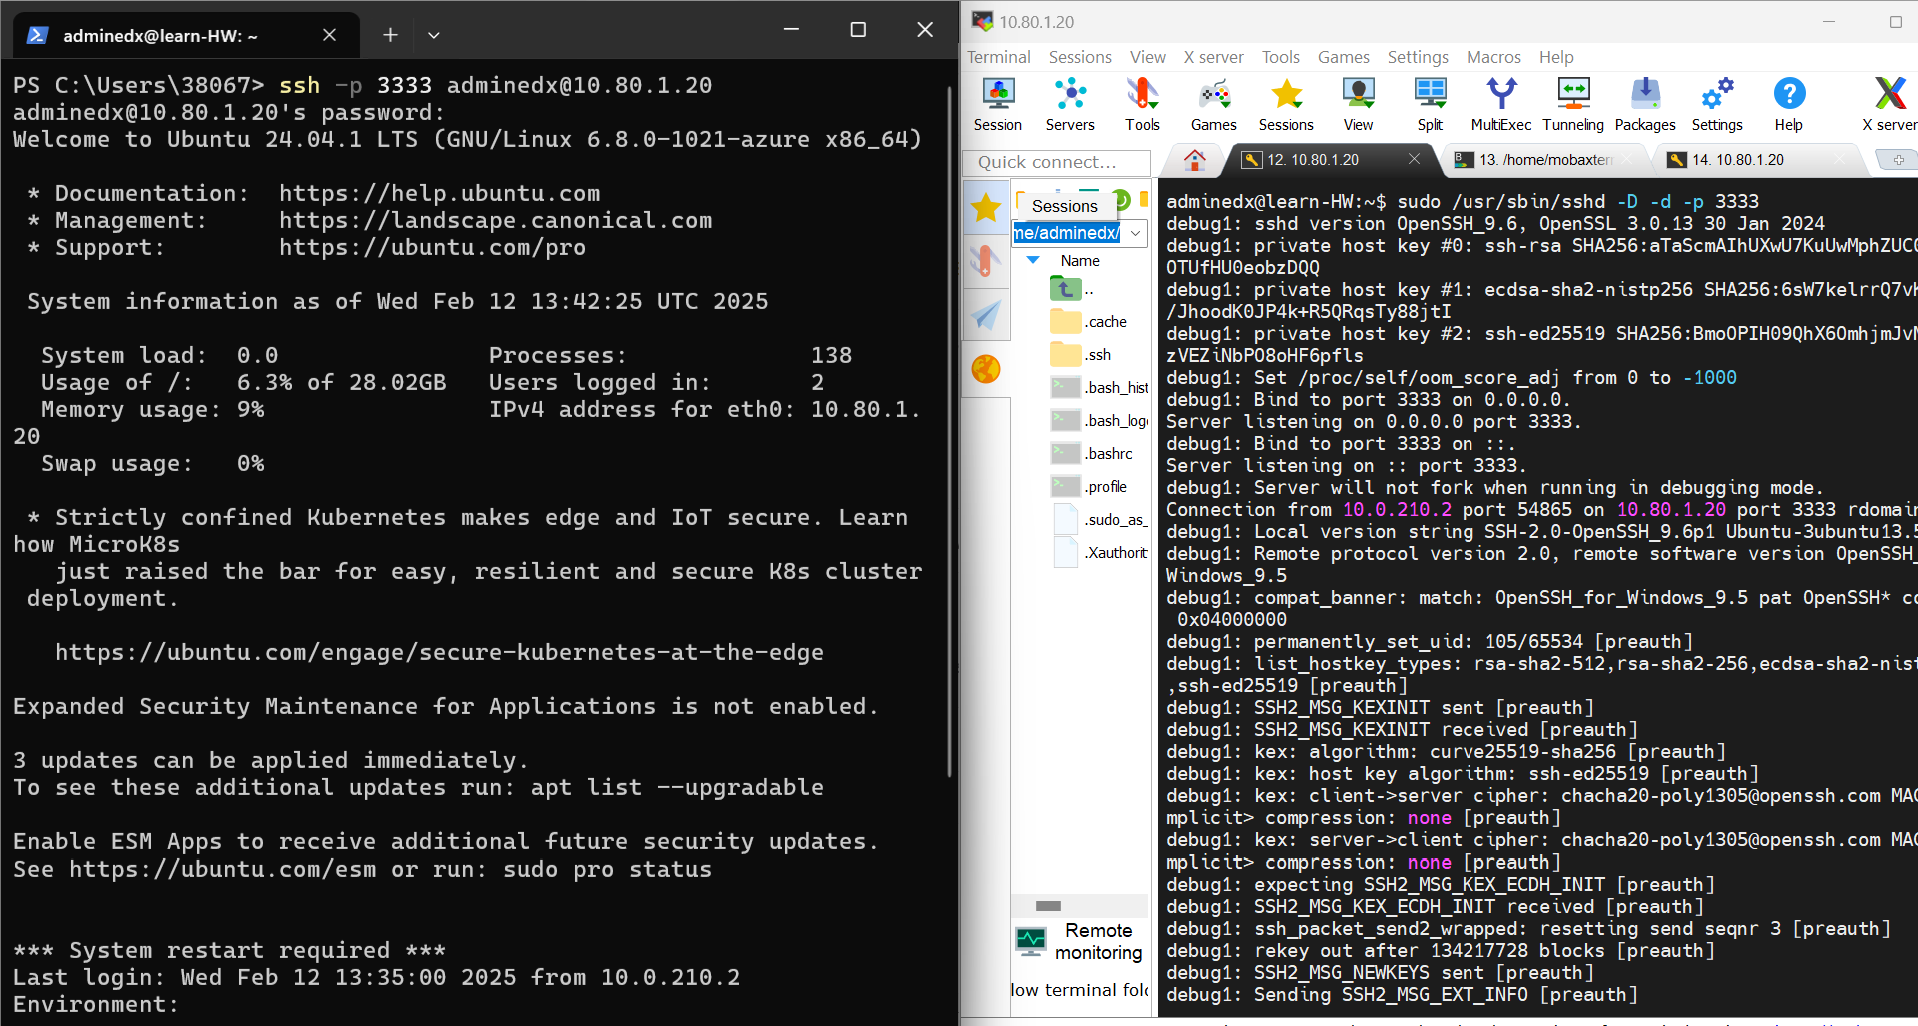 adminedx@learn-HW: ~
PS C:\Users\38067> ssh -p 3333 adminedx@10.80.1.20
adminedx@10.80.1.20's password:
Welcome to Ubuntu 24.04.1 LTS (GNU/Linux 6.8.0-1021-azure x86_64)
* Documentation:  https://help.ubuntu.com
* Management:     https://landscape.canonical.com
* Support:        https://ubuntu.com/pro
System information as of Wed Feb 12 13:42:25 UTC 2025
System load:  0.0               Processes:             138
Usage of /:   6.3% of 28.02GB   Users logged in:       2
Memory usage: 9%                IPv4 address for eth0: 10.80.1.
20
Swap usage:   0%
* Strictly confined Kubernetes makes edge and IoT secure. Learn
how MicroK8s
just raised the bar for easy, resilient and secure K8s cluster
deployment.
https://ubuntu.com/engage/secure-kubernetes-at-the-edge
Expanded Security Maintenance for Applications is not enabled.
3 updates can be applied immediately.
To see these additional updates run: apt list --upgradable
Enable ESM Apps to receive additional future security updates.
See https://ubuntu.com/esm or run: sudo pro status
*** System restart required ***
Last login: Wed Feb 12 13:35:00 2025 from 10.0.210.2
Environment:
10.80.1.20
Terminal Sessions View X server Tools Games Settings Macros Help
Session Servers Tools Games Sessions View Split MultiExec Tunneling Packages Settings Help X server
Quick connect...
12. 10.80.1.20
13. /home/mobaxter
14. 10.80.1.20
Sessions
me/adminedx/
Name
..
.cache
.ssh
.bash_hist
.bash_log
.bashrc
.profile
.sudo_as_
.Xauthorit
Remote
monitoring
low terminal fol
adminedx@learn-HW:~$ sudo /usr/sbin/sshd -D -d -p 3333
debug1: sshd version OpenSSH_9.6, OpenSSL 3.0.13 30 Jan 2024
debug1: private host key #0: ssh-rsa SHA256:aTaScmAIhUXwU7KuUwMphZUC
OTUfHU0eobzDQQ
debug1: private host key #1: ecdsa-sha2-nistp256 SHA256:6sW7kelrrQ7v
/JhoodK0JP4k+R5QRqsTy88jtI
debug1: private host key #2: ssh-ed25519 SHA256:BmoOPIH09QhX6OmhjmJv
zVEZiNbPO8oHF6pfls
debug1: Set /proc/self/oom_score_adj from 0 to -1000
debug1: Bind to port 3333 on 0.0.0.0.
Server listening on 0.0.0.0 port 3333.
debug1: Bind to port 3333 on ::.
Server listening on :: port 3333.
debug1: Server will not fork when running in debugging mode.
Connection from 10.0.210.2 port 54865 on 10.80.1.20 port 3333 rdomain
debug1: Local version string SSH-2.0-OpenSSH_9.6p1 Ubuntu-3ubuntu13.5
debug1: Remote protocol version 2.0, remote software version OpenSSH_
Windows_9.5
debug1: compat_banner: match: OpenSSH_for_Windows_9.5 pat OpenSSH* co
0x04000000
debug1: permanently_set_uid: 105/65534 [preauth]
debug1: list_hostkey_types: rsa-sha2-512,rsa-sha2-256,ecdsa-sha2-nist
,ssh-ed25519 [preauth]
debug1: SSH2_MSG_KEXINIT sent [preauth]
debug1: SSH2_MSG_KEXINIT received [preauth]
debug1: kex: algorithm: curve25519-sha256 [preauth]
debug1: kex: host key algorithm: ssh-ed25519 [preauth]
debug1: kex: client->server cipher: chacha20-poly1305@openssh.com MAC
mplicit> compression: none [preauth]
debug1: kex: server->client cipher: chacha20-poly1305@openssh.com MAC
mplicit> compression: none [preauth]
debug1: expecting SSH2_MSG_KEX_ECDH_INIT [preauth]
debug1: SSH2_MSG_KEX_ECDH_INIT received [preauth]
debug1: ssh_packet_send2_wrapped: resetting send seqnr 3 [preauth]
debug1: rekey out after 134217728 blocks [preauth]
debug1: SSH2_MSG_NEWKEYS sent [preauth]
debug1: Sending SSH2_MSG_EXT_INFO [preauth]